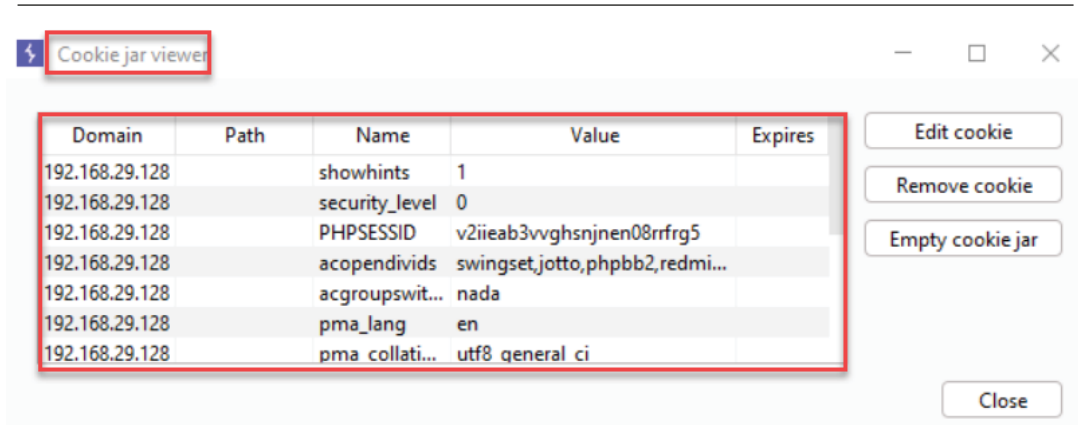 Cookie jar viewer
Domain Path Name Value Expires
192.168.29.128 showhints 1
192.168.29.128 security_level 0
192.168.29.128 PHPSESSID v2iieab3vvghsnjnen08rrfrg5
192.168.29.128 acopendivids swingset,jotto,phpbb2,redmi...
192.168.29.128 acgroupswit... nada
192.168.29.128 pma_lang en
192.168.29.128 pma_collati... utf8_general_ci
Edit cookie
Remove cookie
Empty cookie jar
Close